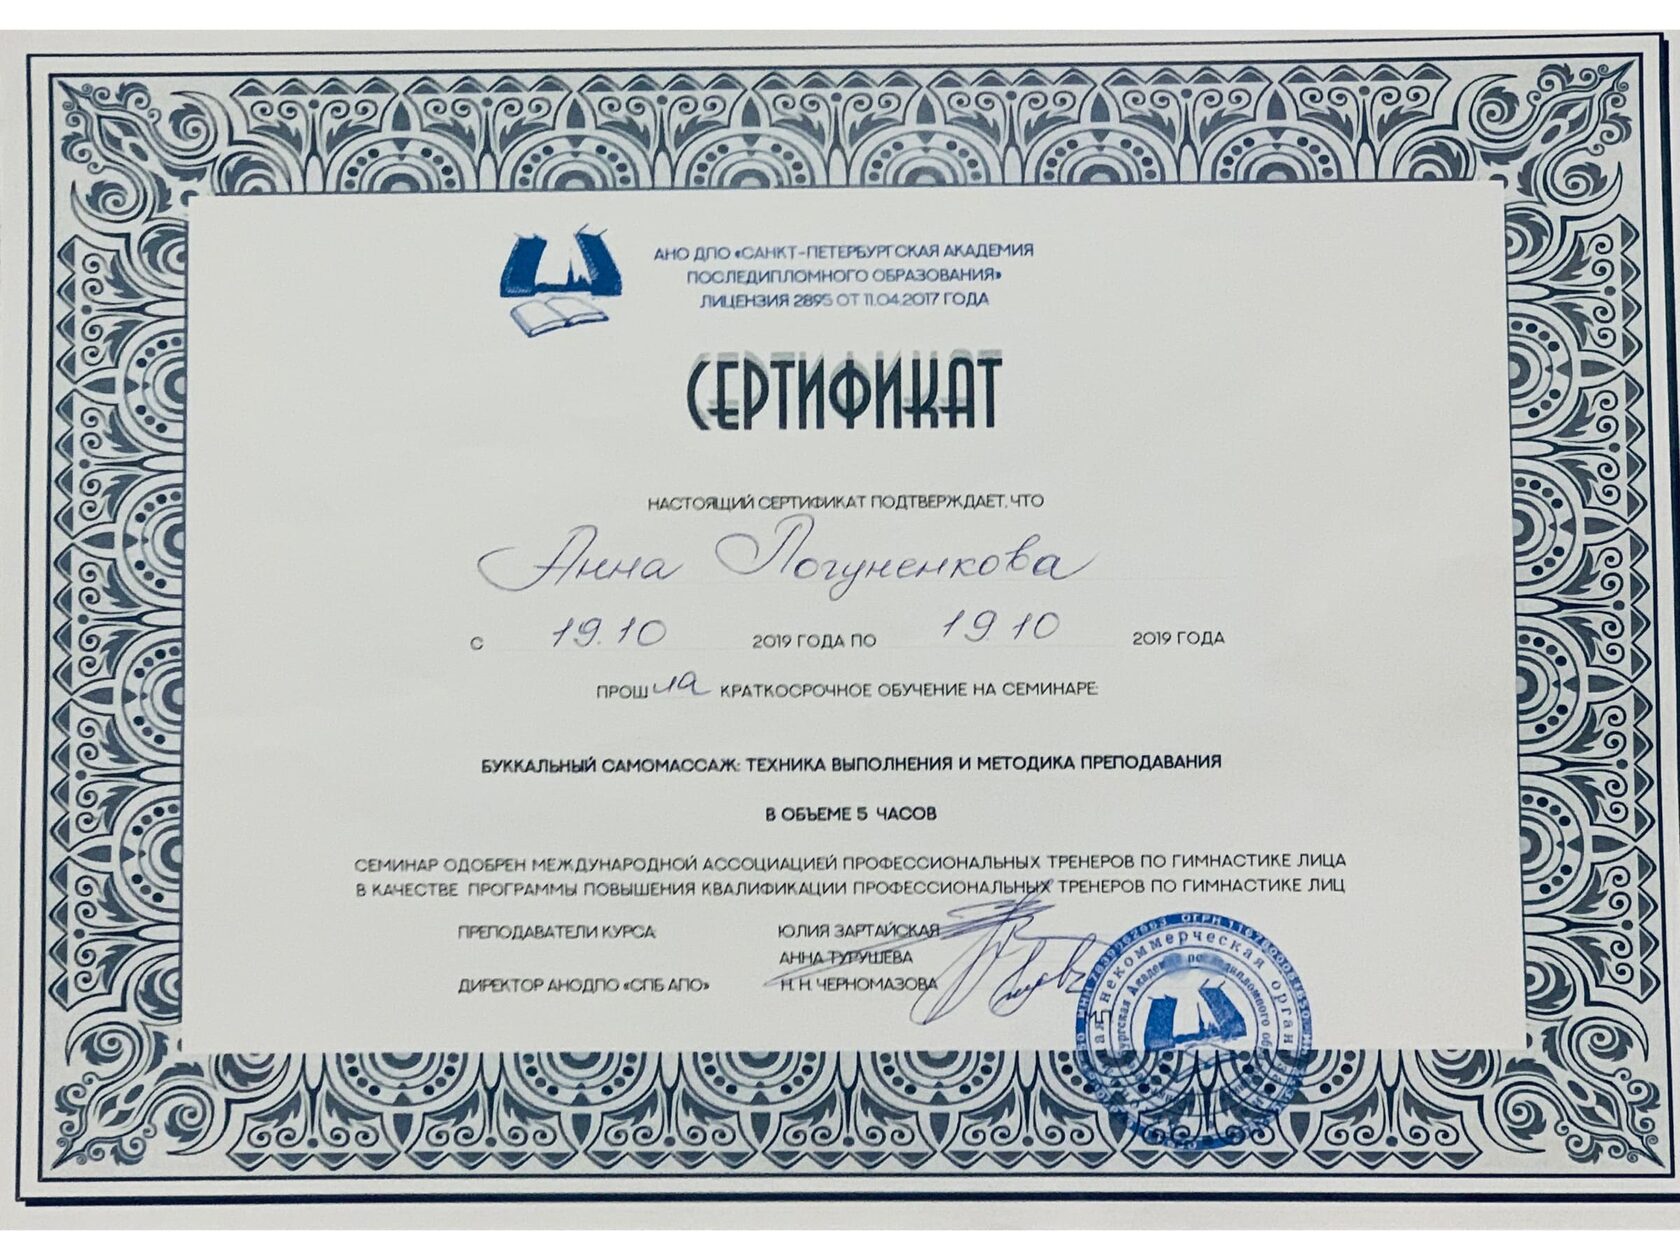 АНО ДПО «САНКТ-ПЕТЕРБУРГСКАЯ АКАДЕМИЯ
ПОСЛЕДИПЛОМНОГО ОБРАЗОВАНИЯ»
ЛИЦЕНЗИЯ 2895 ОТ 11.04.2017 ГОДА
СЕРТИФИКАТ
НАСТОЯЩИЙ СЕРТИФИКАТ ПОДТВЕРЖДАЕТ, ЧТО
Анна Логуненкова
С 19.10 2019 ГОДА ПО 19 10 2019 ГОДА
ПРОШла КРАТКОСРОЧНОЕ ОБУЧЕНИЕ НА СЕМИНАРЕ:
БУККАЛЬНЫЙ САМОМАССАЖ: ТЕХНИКА ВЫПОЛНЕНИЯ И МЕТОДИКА ПРЕПОДАВАНИЯ
В ОБЪЕМЕ 5 ЧАСОВ
СЕМИНАР ОДОБРЕН МЕЖДУНАРОДНОЙ АССОЦИАЦИЕЙ ПРОФЕССИОНАЛЬНЫХ ТРЕНЕРОВ ПО ГИМНАСТИКЕ ЛИЦА
В КАЧЕСТВЕ ПРОГРАММЫ ПОВЫШЕНИЯ КВАЛИФИКАЦИИ ПРОФЕССИОНАЛЬНЫХ ТРЕНЕРОВ ПО ГИМНАСТИКЕ ЛИЦ
ПРЕПОДАВАТЕЛИ КУРСА: ЮЛИЯ ЗАРТАЙСКАЯ
АННА ТУРУШЕВА
ДИРЕКТОР АНОДПО «СПБ АПО» Н. Н. ЧЕРНОМАЗОВА